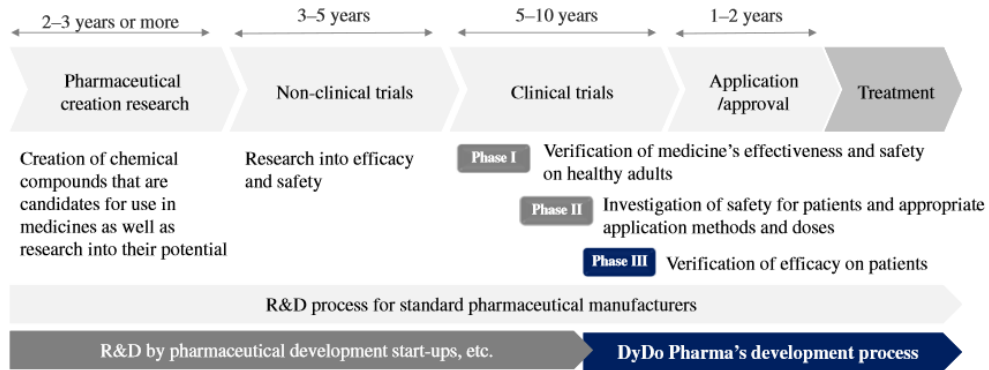 2–3 years or more
3–5 years
5–10 years
1–2 years
Pharmaceutical
creation research
Non-clinical trials
Clinical trials
Application
/approval
Treatment
Creation of chemical
compounds that are
candidates for use in
medicines as well as
research into their potential
Research into efficacy
and safety
Phase I
Verification of medicine’s effectiveness and safety
on healthy adults
Phase II
Investigation of safety for patients and appropriate
application methods and doses
Phase III
Verification of efficacy on patients
R&D process for standard pharmaceutical manufacturers
R&D by pharmaceutical development start-ups, etc.
DyDo Pharma’s development process